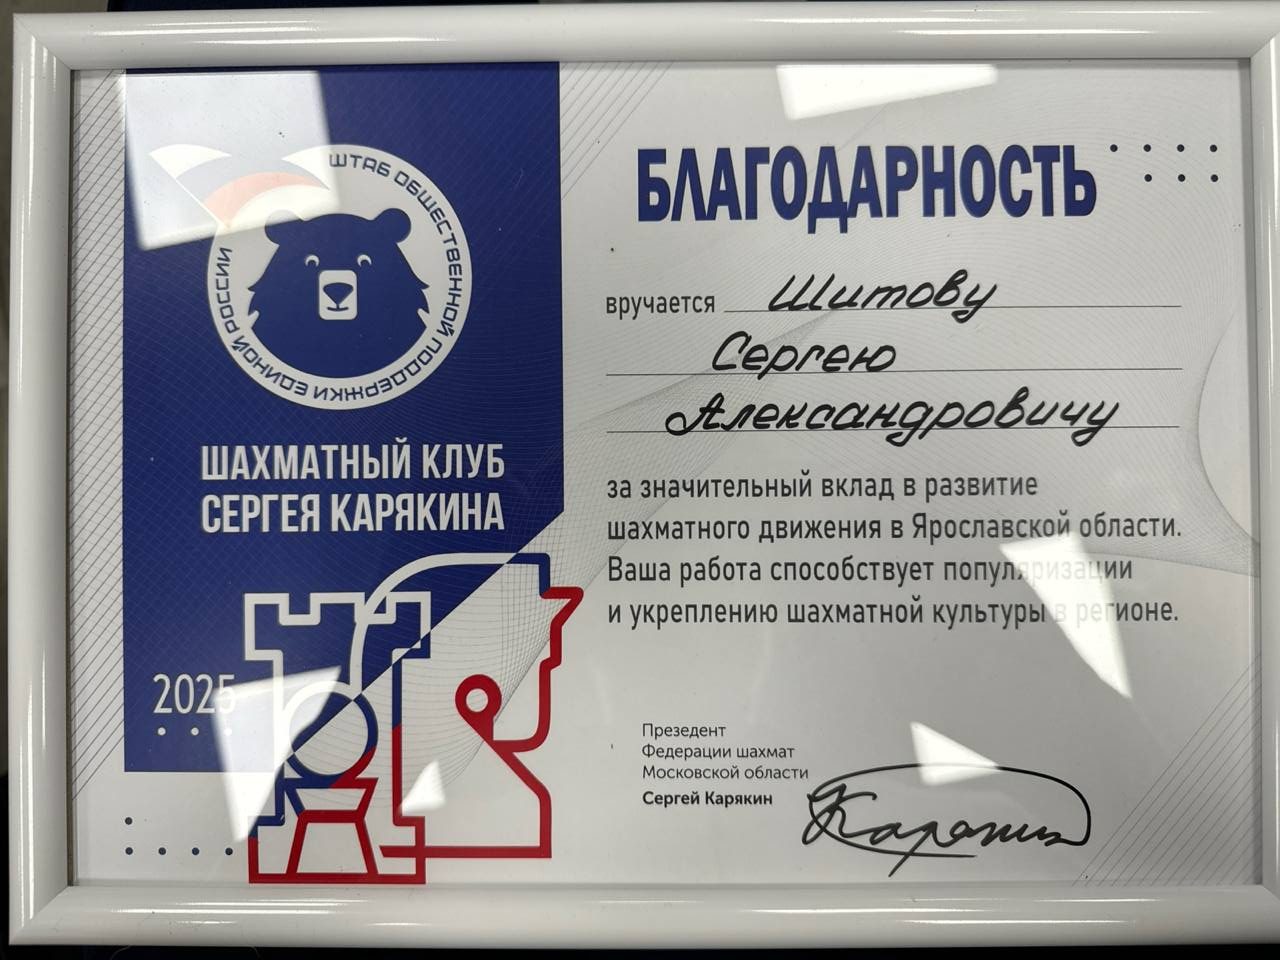 ШТАБ ОБЩЕСТВЕННОЙ ПОДДЕРЖКИ ЕДИНОЙ РОССИИ
ШАХМАТНЫЙ КЛУБ
СЕРГЕЯ КАРЯКИНА
2025
БЛАГОДАРНОСТЬ
вручается Шитову
Сергею
Александровичу
за значительный вклад в развитие
шахматного движения в Ярославской области.
Ваша работа способствует популяризации
и укреплению шахматной культуры в регионе.
Презедент
Федерации шахмат
Московской области
Сергей Карякин
Карякин